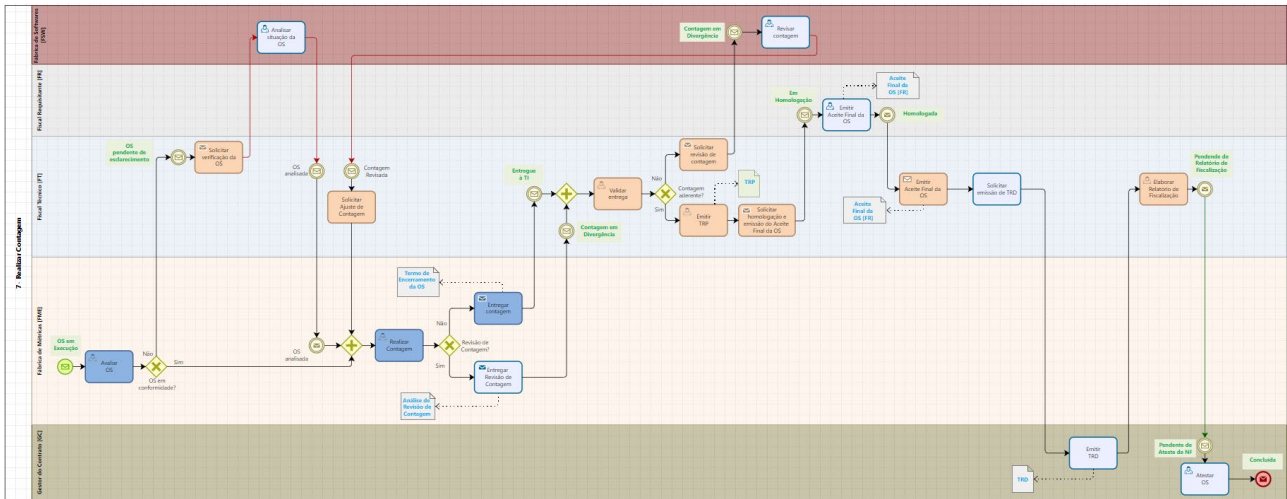 7 - Realizar Contagem
Fábrica de Softwares
[FSW]
Analisar
situação da
OS
Contagem em
Divergência
Revisar
contagem
Fiscal Requisitante [FR]
Em
Homologação
Emitir
Aceite Final da
OS
Aceite
Final da
OS [FR]
Homologada
Fiscal Técnico [FT]
OS
pendente de
esclarecimento
Solicitar
verificação da
OS
OS
analisada
Contagem
Revisada
Solicitar
Ajuste de
Contagem
Entregue
à TI
Contagem em
Divergência
Validar
entrega
Não
Contagem
aderente?
Sim
Solicitar
revisão de
contagem
TRP
Emitir
TRP
Solicitar
homologação e
emissão do Aceite
Final da OS
Emitir
Aceite Final da
OS
Aceite
Final da
OS [FR]
Solicitar
emissão de TRD
Elaborar
Relatório de
Fiscalização
Pendende de
Relatório de
Fiscalização
Fábrica de Métricas [FME]
OS em
Execução
Avaliar
OS
Não
Sim
OS em
conformidade?
OS
analisada
Realizar
Contagem
Não
Revisão de
Contagem?
Sim
Termo de
Encerramento
da OS
Entregar
contagem
Entregar
Revisão de
Contagem
Análise de
Revisão de
Contagem
Gestor do Contrato [GC]
Emitir
TRD
TRD
Pendente de
Ateste de NF
Atestar
OS
Concluída